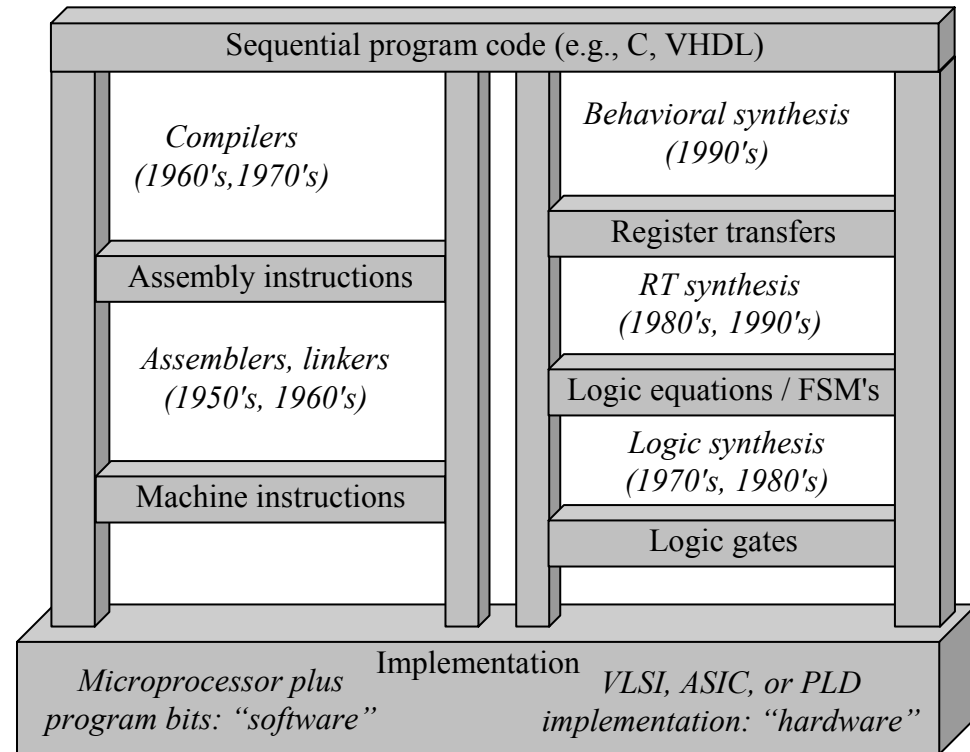 Sequential program code (e.g., C, VHDL)
Compilers
(1960's,1970's)
Assembly instructions
Assemblers, linkers
(1950's, 1960's)
Machine instructions
Behavioral synthesis
(1990's)
Register transfers
RT synthesis
(1980's, 1990's)
Logic equations / FSM's
Logic synthesis
(1970's, 1980's)
Logic gates
Implementation
Microprocessor plus
program bits: “software”
VLSI, ASIC, or PLD
implementation: “hardware”